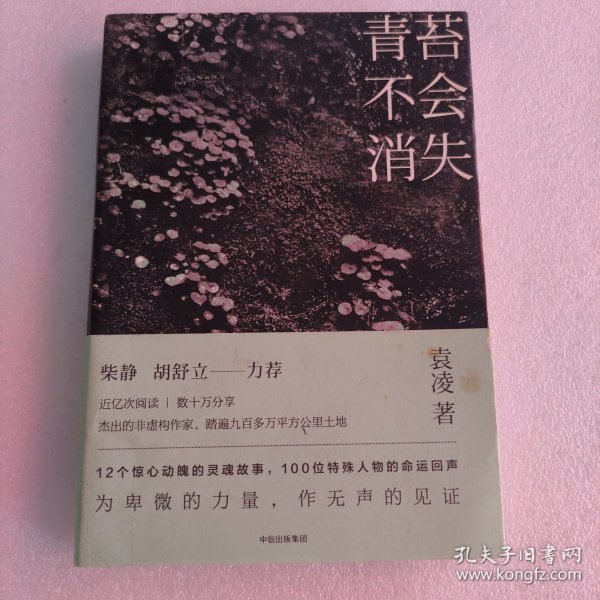 青苔
不会
消失
袁凌 著
柴静 胡舒立——力荐
近亿次阅读 | 数十万分享
杰出的非虚构作家，踏遍九百多万平方公里土地
12个惊心动魄的灵魂故事，100位特殊人物的命运回声
为卑微的力量，作无声的见证
中信出版集团
孔夫子旧书网
www.kongfz.com